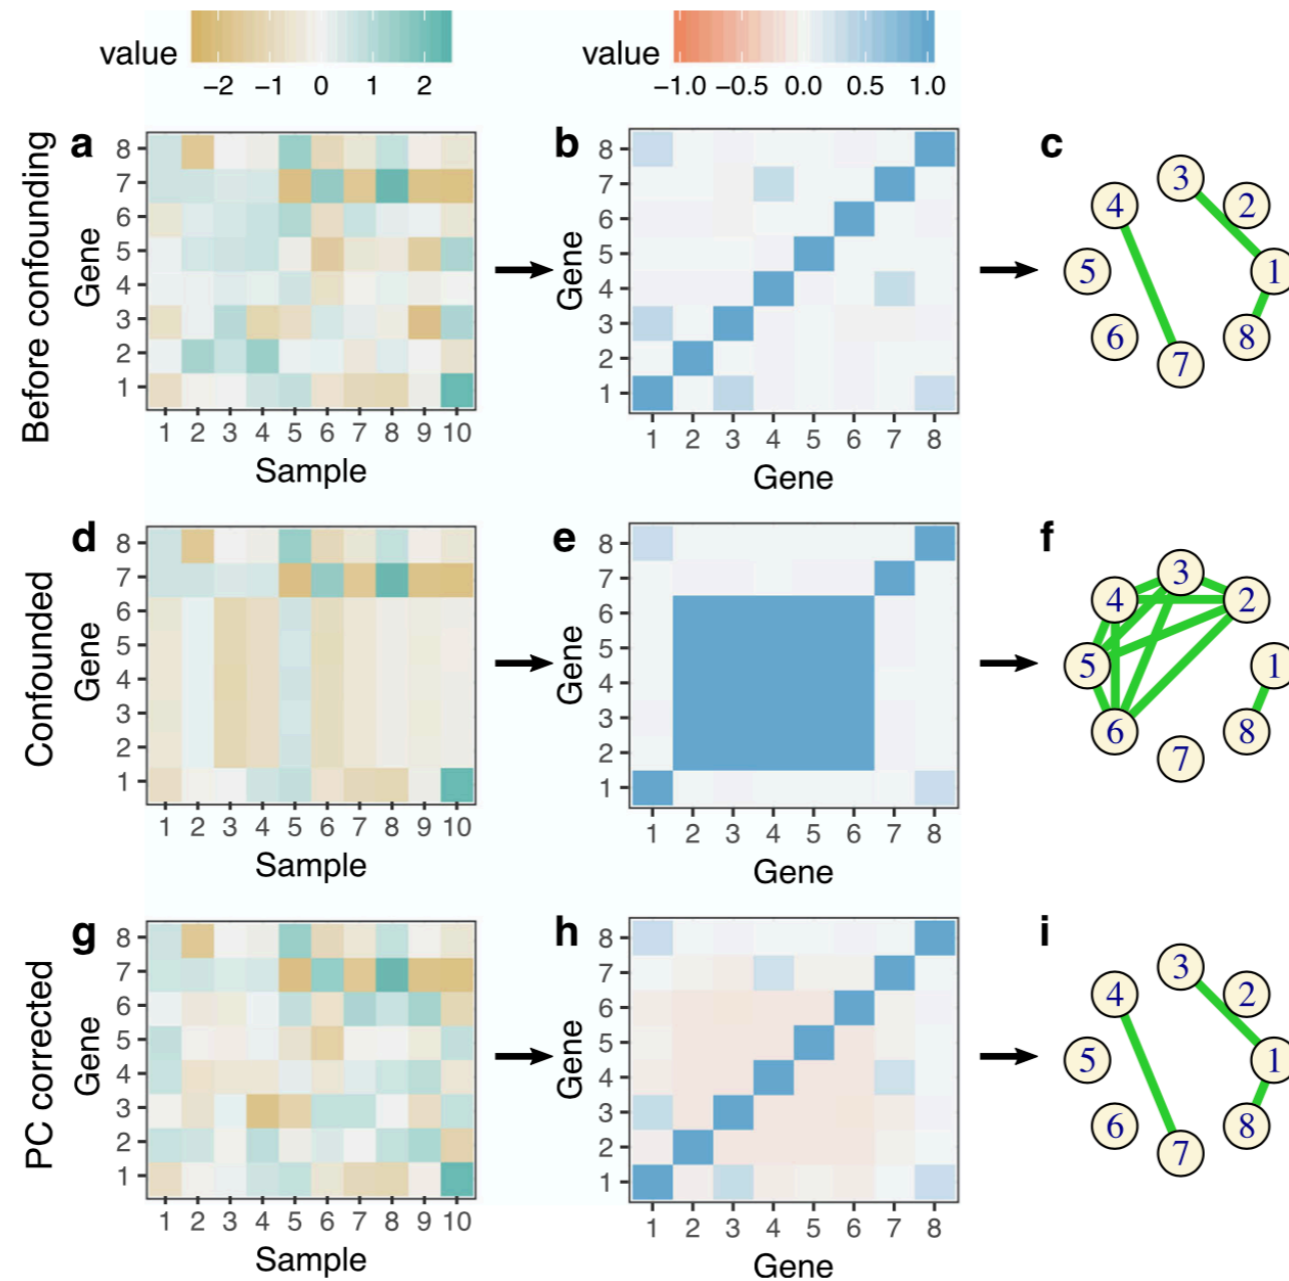 value
−2 −1 0 1 2
value
−1.0 −0.5 0.0 0.5 1.0
Before confounding
a
Gene
8
7
6
5
4
3
2
1
1 2 3 4 5 6 7 8 9 10
Sample
b
Gene
8
7
6
5
4
3
2
1
1 2 3 4 5 6 7 8
Gene
c
3
4 2
5 1
6 8
7
Confounded
d
Gene
8
7
6
5
4
3
2
1
1 2 3 4 5 6 7 8 9 10
Sample
e
Gene
8
7
6
5
4
3
2
1
1 2 3 4 5 6 7 8
Gene
f
3
4 2
5 1
6 8
7
PC corrected
g
Gene
8
7
6
5
4
3
2
1
1 2 3 4 5 6 7 8 9 10
Sample
h
Gene
8
7
6
5
4
3
2
1
1 2 3 4 5 6 7 8
Gene
i
3
4 2
5 1
6 8
7